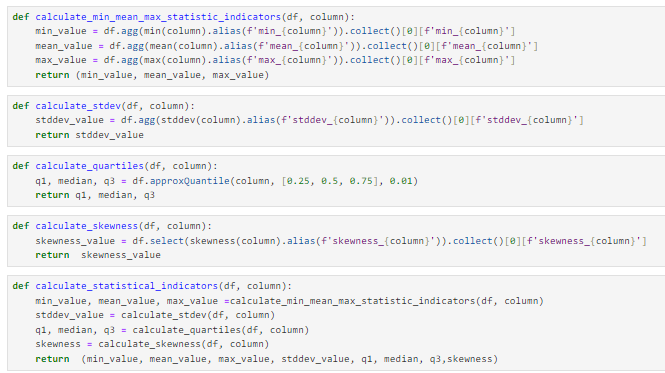 def calculate_min_mean_max_statistic_indicators(df, column):
    min_value = df.agg(min(column).alias(f'min_{column}')).collect()[0][f'min_{column}']
    mean_value = df.agg(mean(column).alias(f'mean_{column}')).collect()[0][f'mean_{column}']
    max_value = df.agg(max(column).alias(f'max_{column}')).collect()[0][f'max_{column}']
    return (min_value, mean_value, max_value)
def calculate_stdev(df, column):
    stddev_value = df.agg(stddev(column).alias(f'stddev_{column}')).collect()[0][f'stddev_{column}']
    return stddev_value
def calculate_quartiles(df, column):
    q1, median, q3 = df.approxQuantile(column, [0.25, 0.5, 0.75], 0.01)
    return q1, median, q3
def calculate_skewness(df, column):
    skewness_value = df.select(skewness(column).alias(f'skewness_{column}')).collect()[0][f'skewness_{column}']
    return  skewness_value
def calculate_statistical_indicators(df, column):
    min_value, mean_value, max_value =calculate_min_mean_max_statistic_indicators(df, column)
    stddev_value = calculate_stdev(df, column)
    q1, median, q3 = calculate_quartiles(df, column)
    skewness = calculate_skewness(df, column)
    return  (min_value, mean_value, max_value, stddev_value, q1, median, q3,skewness)